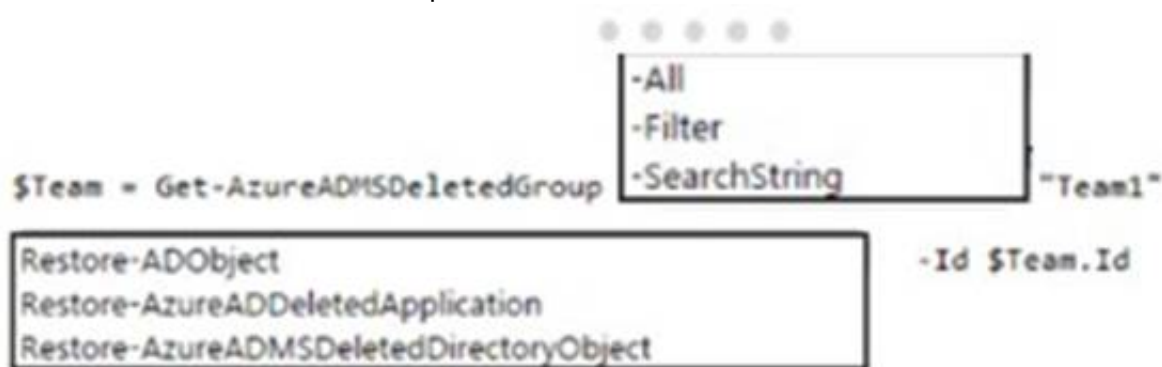 -All
-Filter
$Team = Get-AzureADMSDeletedGroup -SearchString "Team1"
Restore-ADObject -Id $Team.Id
Restore-AzureADDeletedApplication
Restore-AzureADMSDeletedDirectoryObject